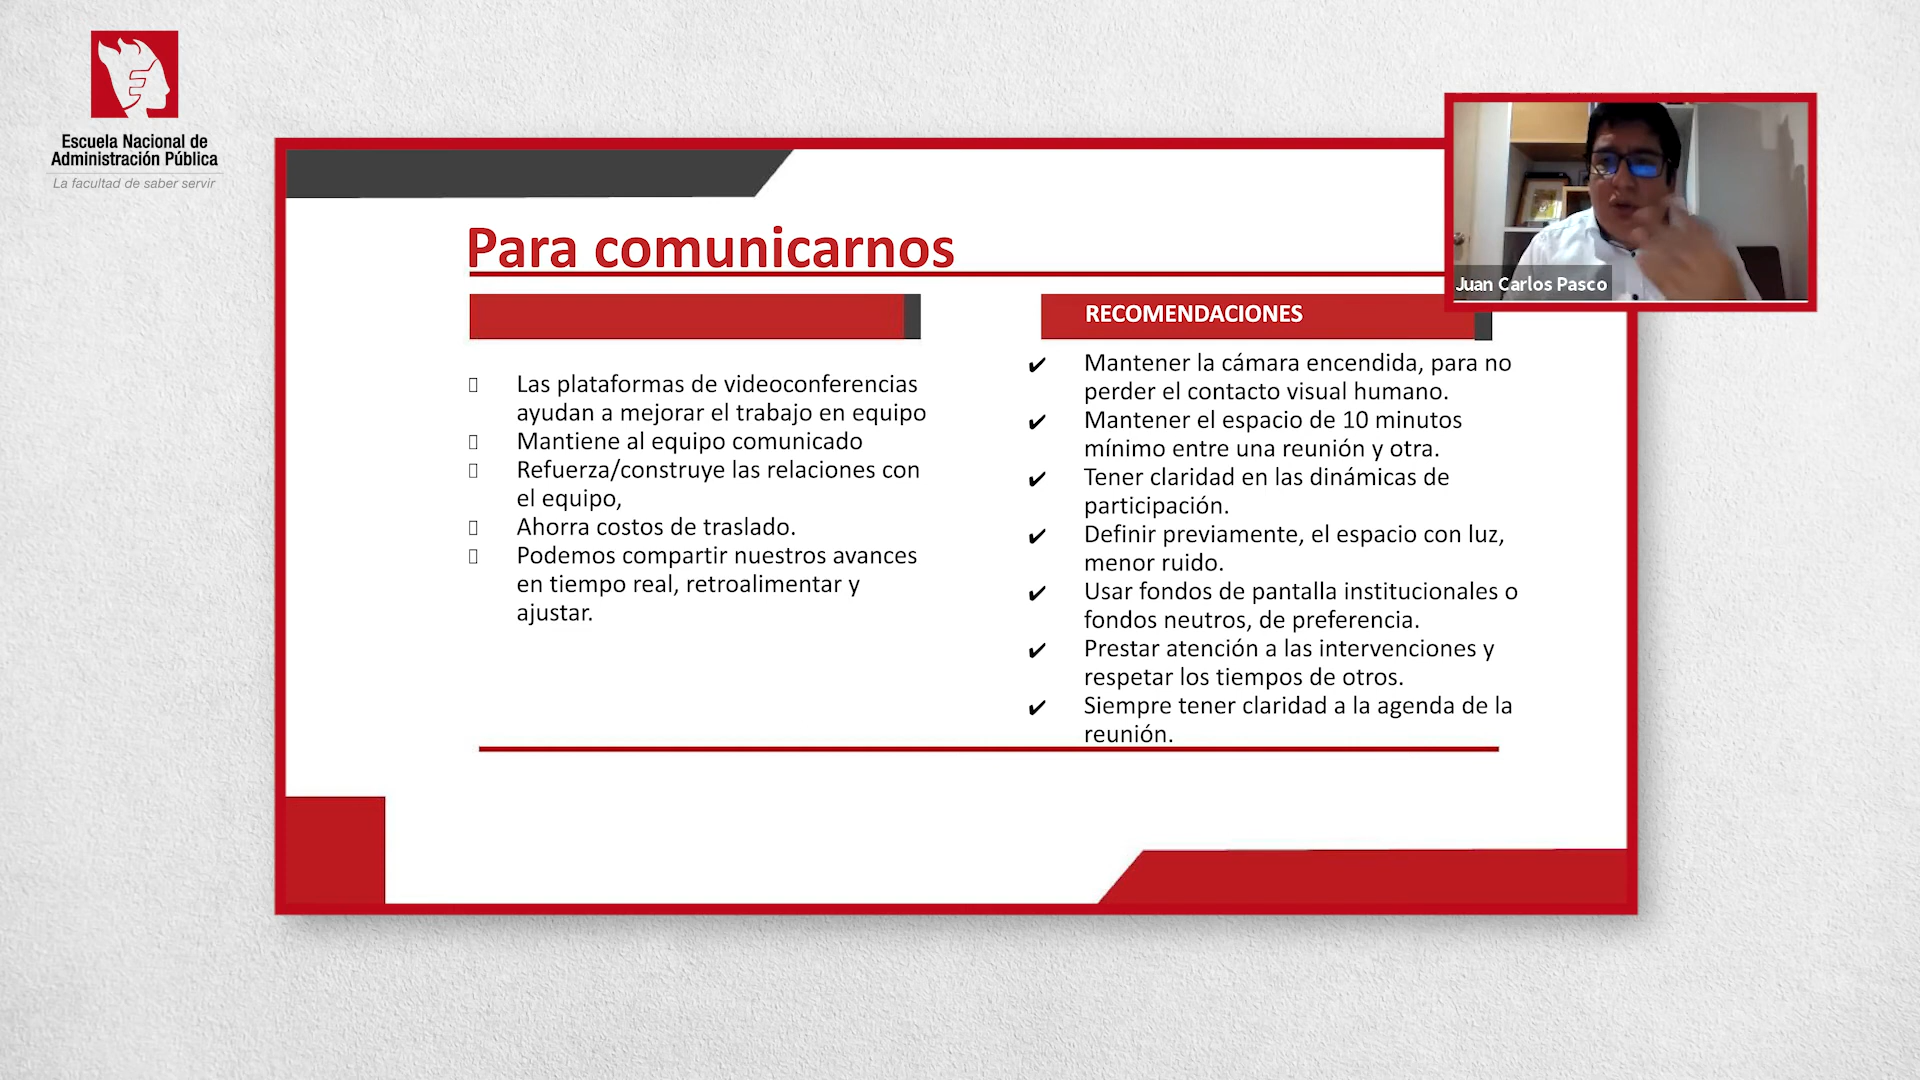 Escuela Nacional de
Administración Pública
La facultad de saber servir
Juan Carlos Pasco
Para comunicarnos
Las plataformas de videoconferencias
ayudan a mejorar el trabajo en equipo
Mantiene al equipo comunicado
Refuerza/construye las relaciones con
el equipo,
Ahorra costos de traslado.
Podemos compartir nuestros avances
en tiempo real, retroalimentar y
ajustar.
RECOMENDACIONES
✔ Mantener la cámara encendida, para no
perder el contacto visual humano.
✔ Mantener el espacio de 10 minutos
mínimo entre una reunión y otra.
✔ Tener claridad en las dinámicas de
participación.
✔ Definir previamente, el espacio con luz,
menor ruido.
✔ Usar fondos de pantalla institucionales o
fondos neutros, de preferencia.
✔ Prestar atención a las intervenciones y
respetar los tiempos de otros.
✔ Siempre tener claridad a la agenda de la
reunión.